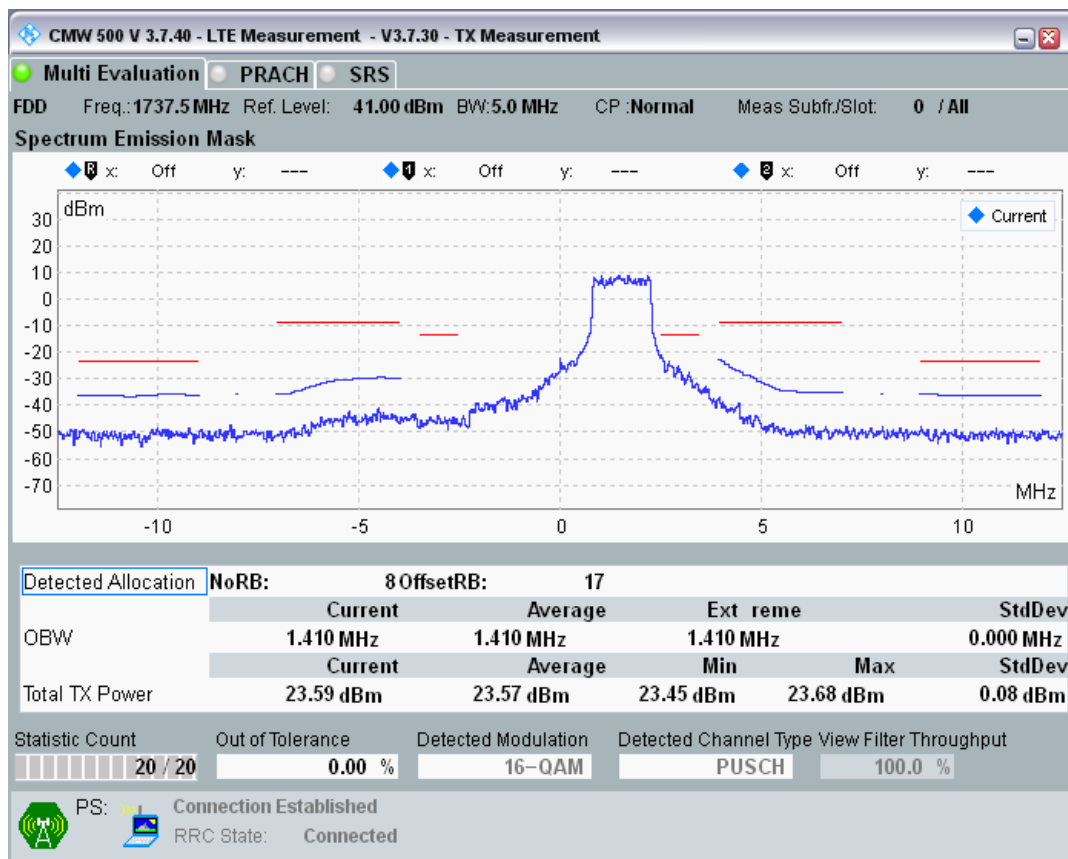 CMW 500 V 3.7.40 - LTE Measurement - V3.7.30 - TX Measurement
Multi Evaluation PRACH SRS
FDD Freq.:1737.5 MHz Ref. Level: 41.00 dBm BW:5.0 MHz CP :Normal Meas Subfr./Slot: 0 / All
Spectrum Emission Mask
R x: Off y: --- 1 x: Off y: --- 2 x: Off y: ---
dBm
Current
30
20
10
0
-10
-20
-30
-40
-50
-60
-70
MHz
-10 -5 0 5 10
Detected Allocation NoRB: 8 OffsetRB: 17
Current Average Ext reme StdDev
OBW 1.410 MHz 1.410 MHz 1.410 MHz 0.000 MHz
Current Average Min Max StdDev
Total TX Power 23.59 dBm 23.57 dBm 23.45 dBm 23.68 dBm 0.08 dBm
Statistic Count Out of Tolerance Detected Modulation Detected Channel Type View Filter Throughput
20 / 20 0.00 % 16-QAM PUSCH 100.0 %
PS: Connection Established
RRC State: Connected